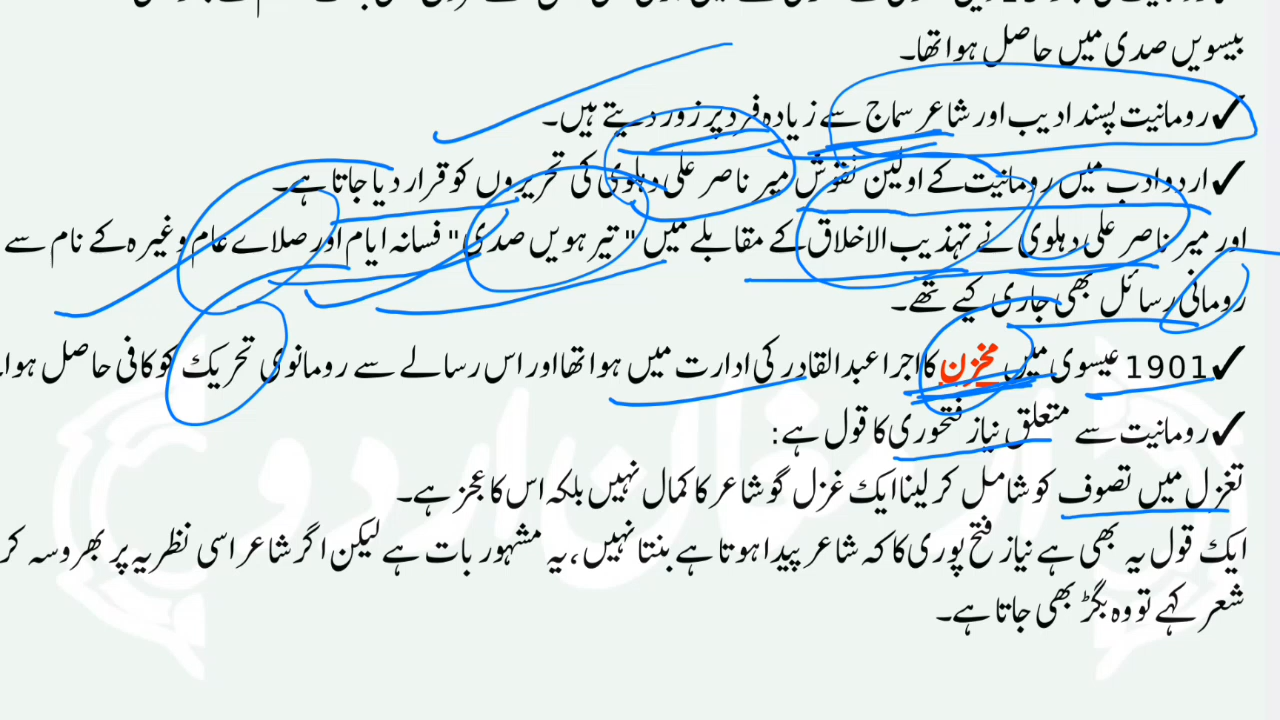 بیسویں صدی میں حاصل ہوا تھا۔
✓رومانیت پسند ادیب اور شاعر سماج سے زیادہ فرد پر زور دیتے ہیں۔
✓اردو ادب میں رومانیت کے اولین نقوش میر ناصر علی دہلوی کی تحریروں کو قرار دیا جاتا ہے۔
اور میر ناصر علی دہلوی نے تہذیب الاخلاق کے مقابلے میں "تیر ہویں صدی" فسانہ ایام اور صلاے عام وغیرہ کے نام سے
رومانی رسائل بھی جاری کیے تھے۔
✓1901 عیسوی میں مخزن کا اجرا عبد القادر کی ادارت میں ہوا تھا اور اس رسالے سے رومانوی تحریک کو کافی حاصل ہوا
✓رومانیت سے متعلق نیاز فتحوری کا قول ہے:
تغزل میں تصوف کو شامل کر لینا ایک غزل گو شاعر کا کمال نہیں بلکہ اس کا عجز ہے۔
ایک قول یہ بھی ہے نیاز فتح پوری کا کہ شاعر پیدا ہوتا ہے بنتا نہیں، یہ مشہور بات ہے لیکن اگر شاعر اسی نظریہ پر بھروسہ کر
شعر کہے تو وہ بگڑ بھی جاتا ہے۔